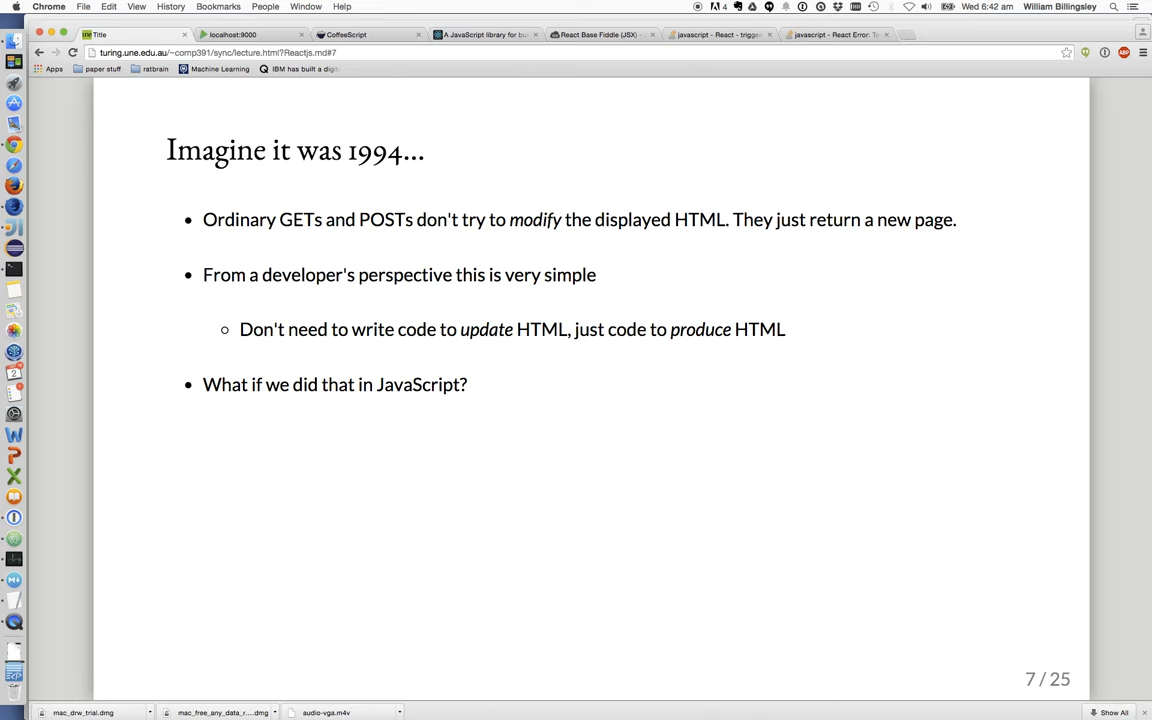 Chrome File Edit View History Bookmarks People Window Help
4
Wed 6:42 am William Billingsley
Title
localhost:9000
CoffeeScript
A JavaScript library for bui
React Base Fiddle (JSX)
javascript - React - trigge
javascript - React Error: Ta
turing.une.edu.au/~comp391/sync/lecture.html?Reactjs.md#7
Apps paper stuff ratbrain Machine Learning IBM has built a digi
Imagine it was 1994...
• Ordinary GETs and POSTs don't try to modify the displayed HTML. They just return a new page.
• From a developer's perspective this is very simple
○ Don't need to write code to update HTML, just code to produce HTML
• What if we did that in JavaScript?
7 / 25
mac_drw_trial.dmg mac_free_any_data_r....dmg audio-vga.m4v Show All